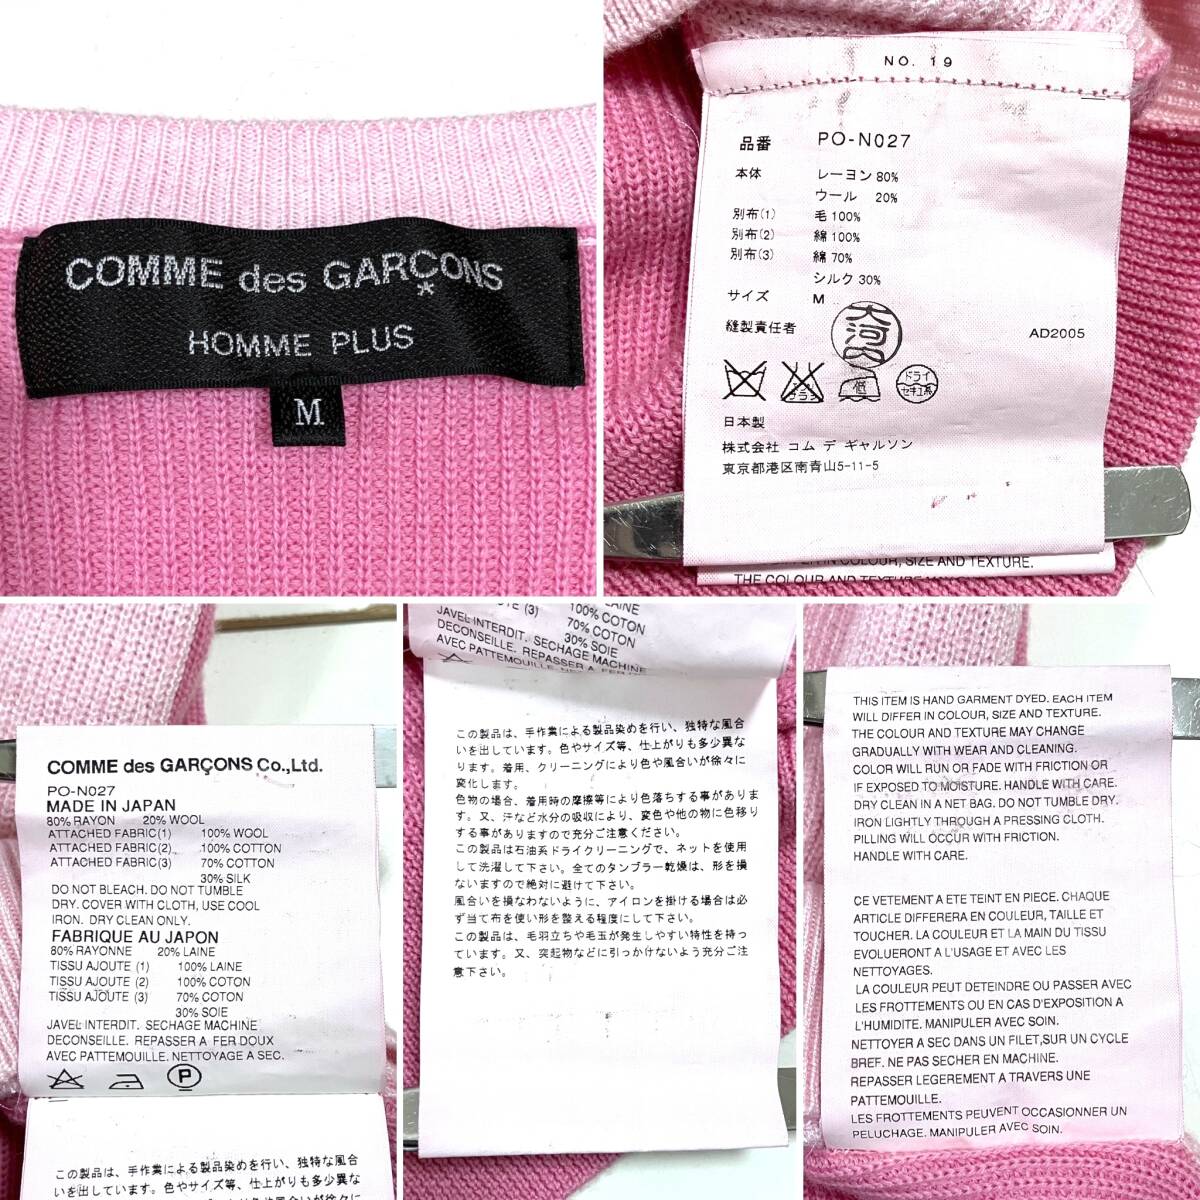 COMME des GARÇONS
*
HOMME PLUS
M
NO. 19
品番 PO-N027
本体 レーヨン 80%
ウール 20%
別布(1) 毛 100%
別布(2) 綿 100%
別布(3) 綿 70%
シルク 30%
サイズ M
縫製責任者
大河内
AD2005
低
ドライ
セキユ系
日本製
株式会社 コム デ ギャルソン
東京都港区南青山5-11-5
IN COLOUR, SIZE AND TEXTURE.
THE COLOUR AND TEXTURE
COMME des GARÇONS Co.,Ltd.
PO-N027
MADE IN JAPAN
80% RAYON 20% WOOL
ATTACHED FABRIC(1) 100% WOOL
ATTACHED FABRIC(2) 100% COTTON
ATTACHED FABRIC(3) 70% COTTON
30% SILK
DO NOT BLEACH. DO NOT TUMBLE
DRY. COVER WITH CLOTH, USE COOL
IRON. DRY CLEAN ONLY.
FABRIQUE AU JAPON
80% RAYONNE 20% LAINE
TISSU AJOUTE (1) 100% LAINE
TISSU AJOUTE (2) 100% COTON
TISSU AJOUTE (3) 70% COTON
30% SOIE
JAVEL INTERDIT. SECHAGE MACHINE
DECONSEILLE. REPASSER A FER DOUX
AVEC PATTEMOUILLE. NETTOYAGE A SEC.
P
この製品は、手作業による製品染めを行い、独特な風合
いを出しています。色やサイズ等、仕上がりも多少異な
100% LAINE
100% COTON
JOUTE (3) 70% COTON
30% SOIE
JAVEL INTERDIT. SECHAGE MACHINE
DECONSEILLE. REPASSER A FER
AVEC PATTEMOUILLE.
この製品は、手作業による製品染めを行い、独特な風合
いを出しています。色やサイズ等、仕上がりも多少異な
ります。着用、クリーニングにより色や風合いが徐々に
変化します。
色物の場合、着用時の摩擦等により色落ちする事がありま
す。又、汗など水分の吸収により、変色や他の物に色移り
する事がありますので充分ご注意ください。
この製品は石油系ドライクリーニングで、ネットを使用
して洗濯して下さい。全てのタンブラー乾燥は、形を損
ないますので絶対に避けて下さい。
風合いを損なわないように、アイロンを掛ける場合は必
ず当て布を使い形を整える程度にして下さい。
この製品は、毛羽立ちや毛玉が発生しやすい特性を持っ
ています。又、突起物などに引っかけないよう充分ご注
意下さい。
THIS ITEM IS HAND GARMENT DYED. EACH ITEM
WILL DIFFER IN COLOUR, SIZE AND TEXTURE.
THE COLOUR AND TEXTURE MAY CHANGE
GRADUALLY WITH WEAR AND CLEANING.
COLOR WILL RUN OR FADE WITH FRICTION OR
IF EXPOSED TO MOISTURE. HANDLE WITH CARE.
DRY CLEAN IN A NET BAG. DO NOT TUMBLE DRY.
IRON LIGHTLY THROUGH A PRESSING CLOTH.
PILLING WILL OCCUR WITH FRICTION.
HANDLE WITH CARE.
CE VETEMENT A ETE TEINT EN PIECE. CHAQUE
ARTICLE DIFFERERA EN COULEUR, TAILLE ET
TOUCHER. LA COULEUR ET LA MAIN DU TISSU
EVOLUERONT A L'USAGE ET AVEC LES
NETTOYAGES.
LA COULEUR PEUT DETEINDRE OU PASSER AVEC
LES FROTTEMENTS OU EN CAS D'EXPOSITION A
L'HUMIDITE. MANIPULER AVEC SOIN.
NETTOYER A SEC DANS UN FILET,SUR UN CYCLE
BREF. NE PAS SECHER EN MACHINE.
REPASSER LEGEREMENT A TRAVERS UNE
PATTEMOUILLE.
LES FROTTEMENTS PEUVENT OCCASIONNER UN
PELUCHAGE. MANIPULER AVEC SOIN.